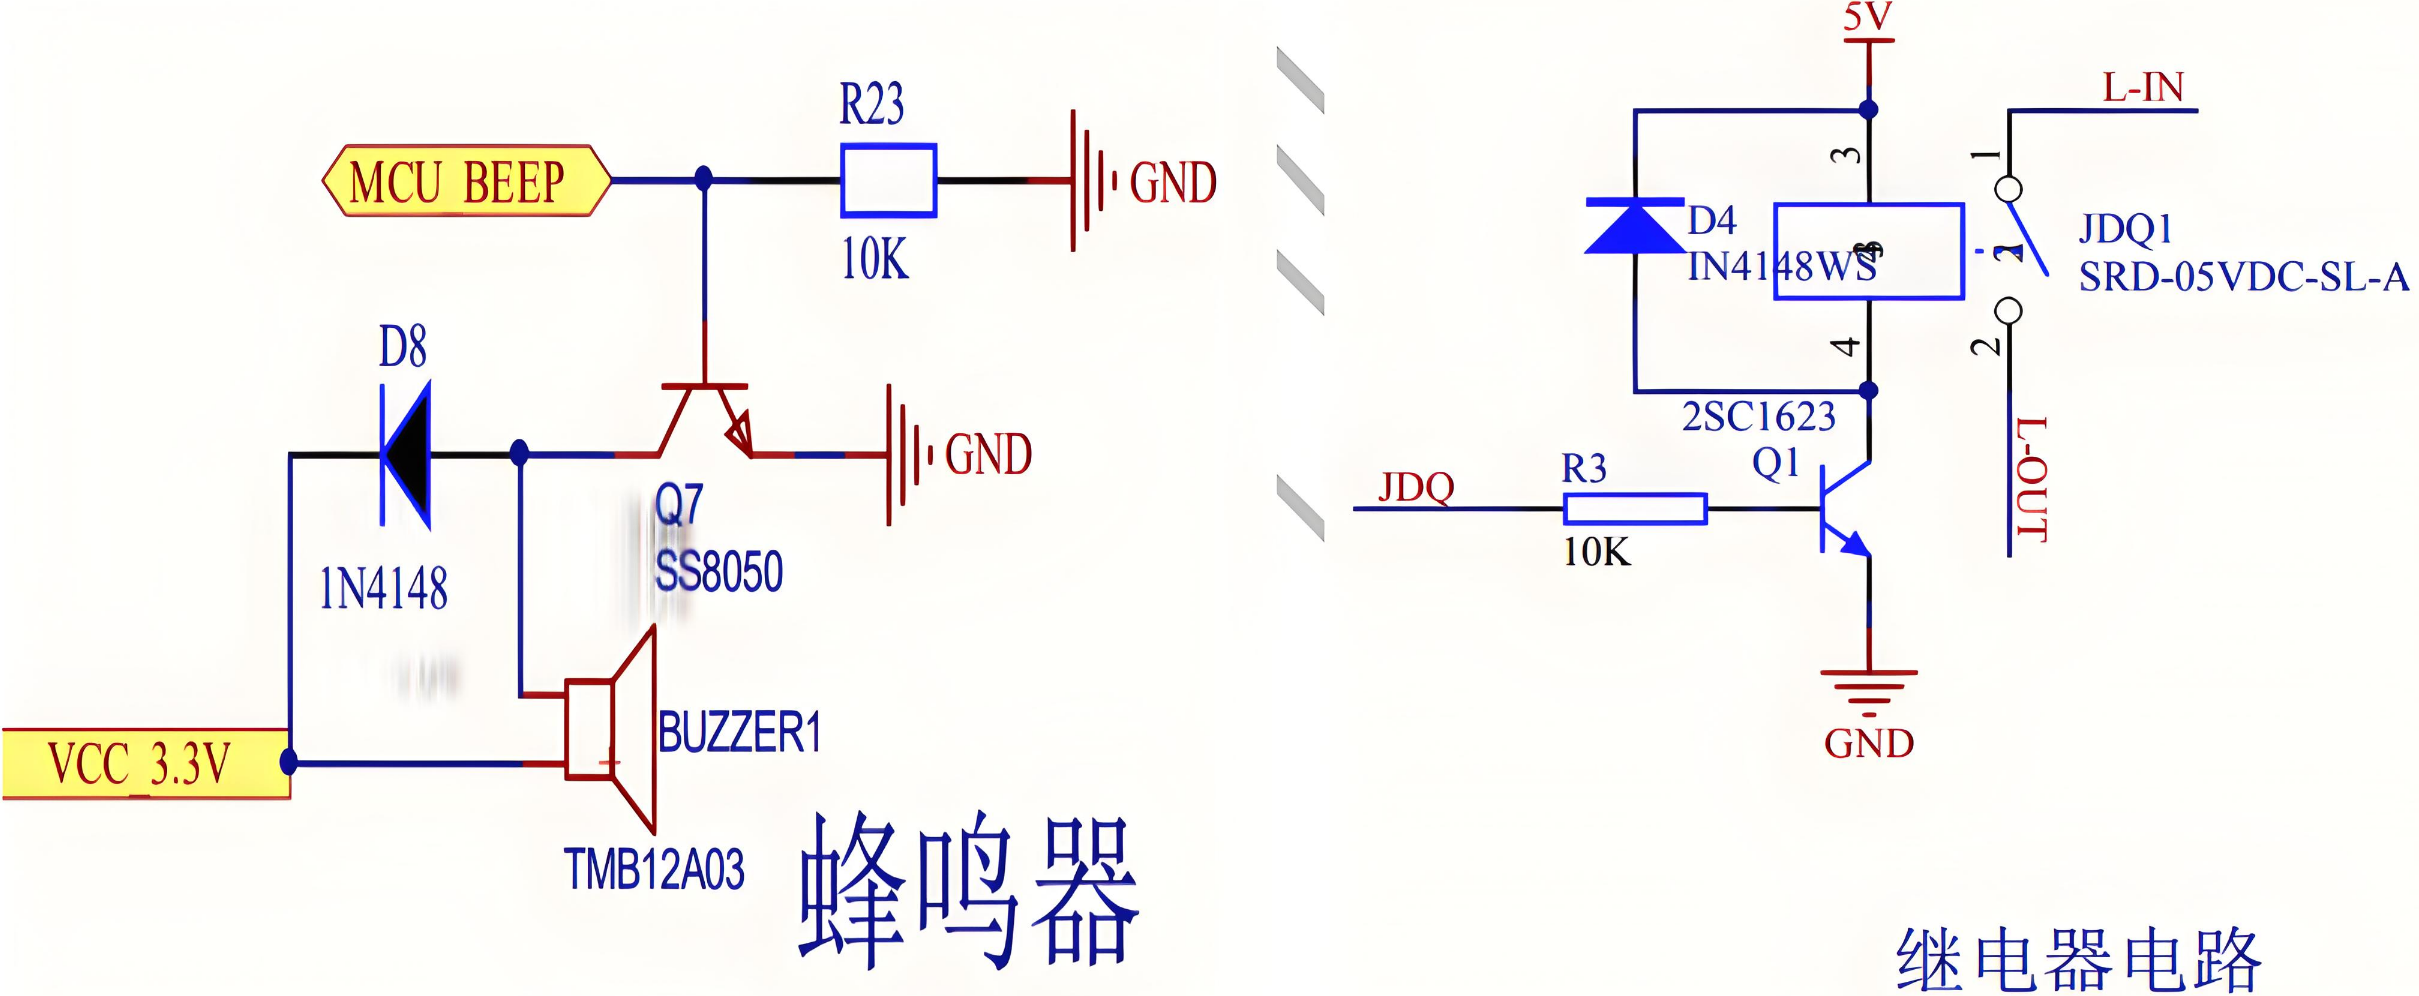 MCU BEEP
R23
10K
GND
D8
1N4148
GND
Q7
SS8050
VCC_3.3V
BUZZER1
TMB12A03
蜂鸣器
5V
L-IN
3
1
D4
IN4148WS
JDQ1
SRD-05VDC-SL-A
4
2
L-OUT
2SC1623
Q1
JDQ
R3
10K
GND
继电器电路